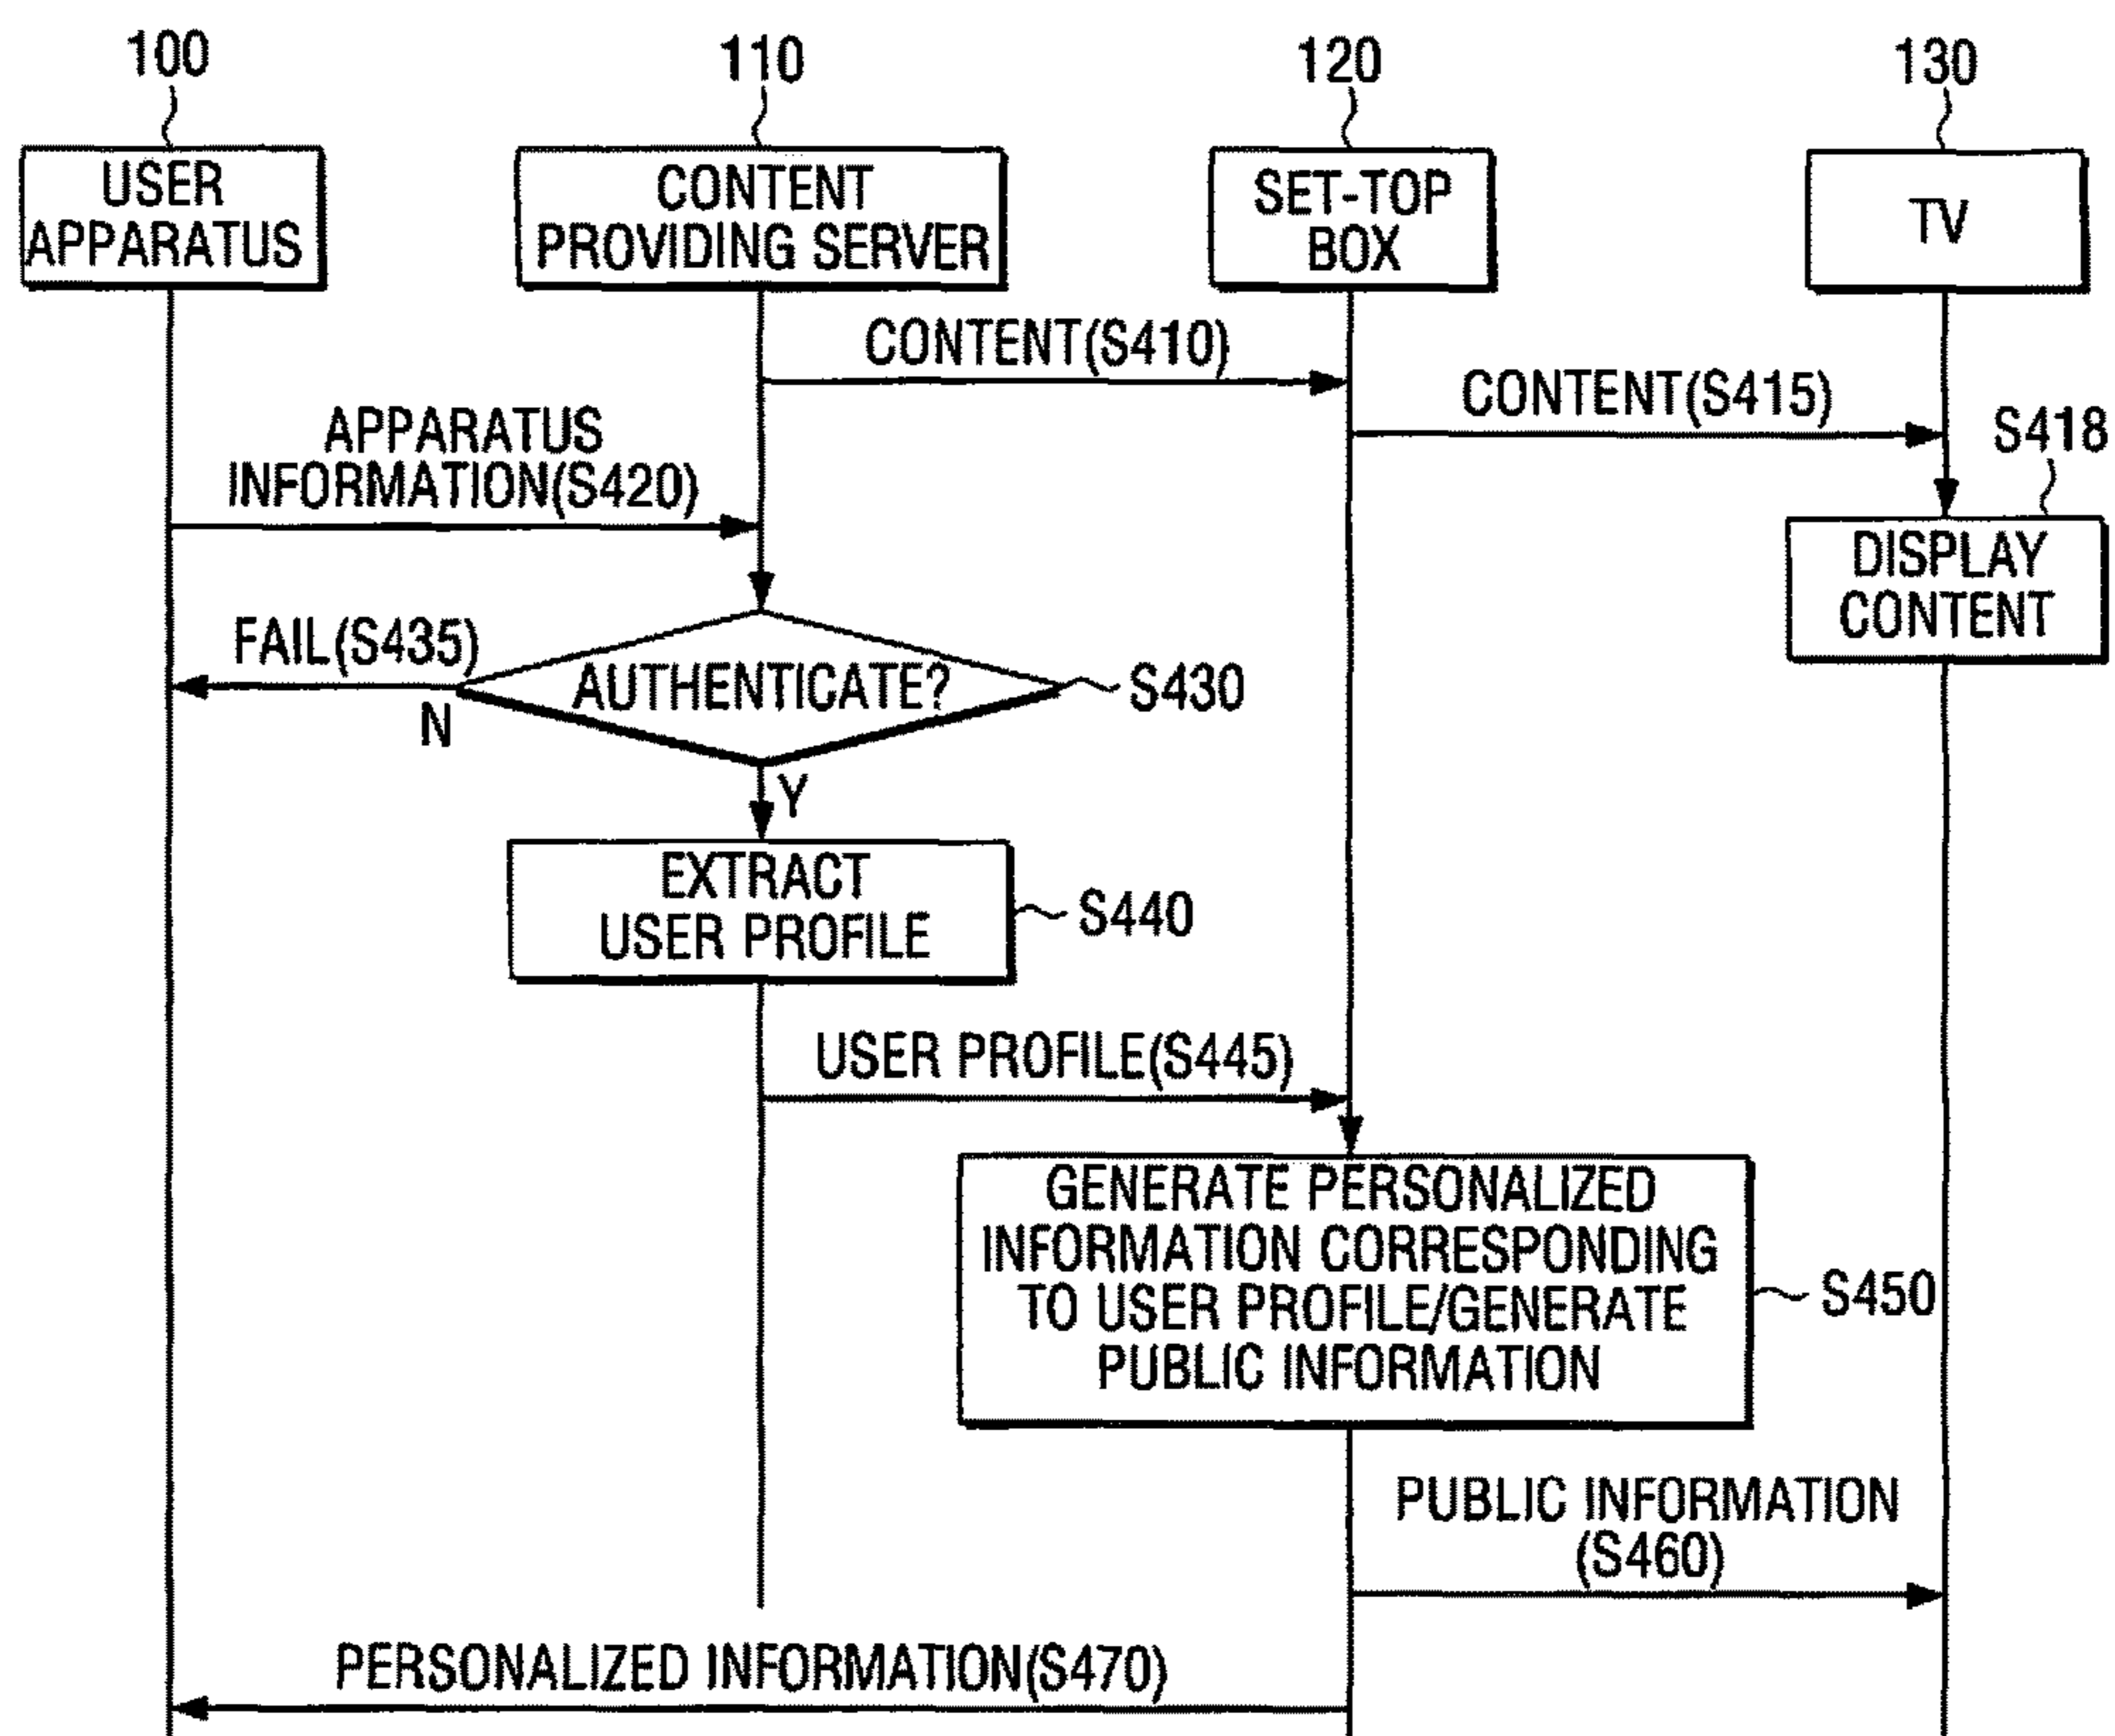 100
110
120
130
USER
APPARATUS
CONTENT
PROVIDING SERVER
SET-TOP
BOX
TV
CONTENT(S410)
CONTENT(S415)
S418
APPARATUS
INFORMATION(S420)
DISPLAY
CONTENT
FAIL(S435)
AUTHENTICATE?
S430
N
Y
EXTRACT
USER PROFILE
S440
USER PROFILE(S445)
GENERATE PERSONALIZED
INFORMATION CORRESPONDING
TO USER PROFILE/GENERATE
PUBLIC INFORMATION
S450
PUBLIC INFORMATION
(S460)
PERSONALIZED INFORMATION(S470)